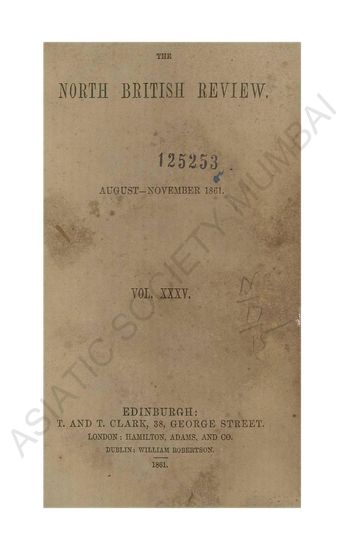 THE
NORTH BRITISH REVIEW.
125253
AUGUST—NOVEMBER 1861.
VOL. XXXV.
N
D
15
EDINBURGH:
T. AND T. CLARK, 38, GEORGE STREET.
LONDON: HAMILTON, ADAMS, AND CO.
DUBLIN: WILLIAM ROBERTSON.
1861.
ASIATIC SOCIETY, MUMBAI